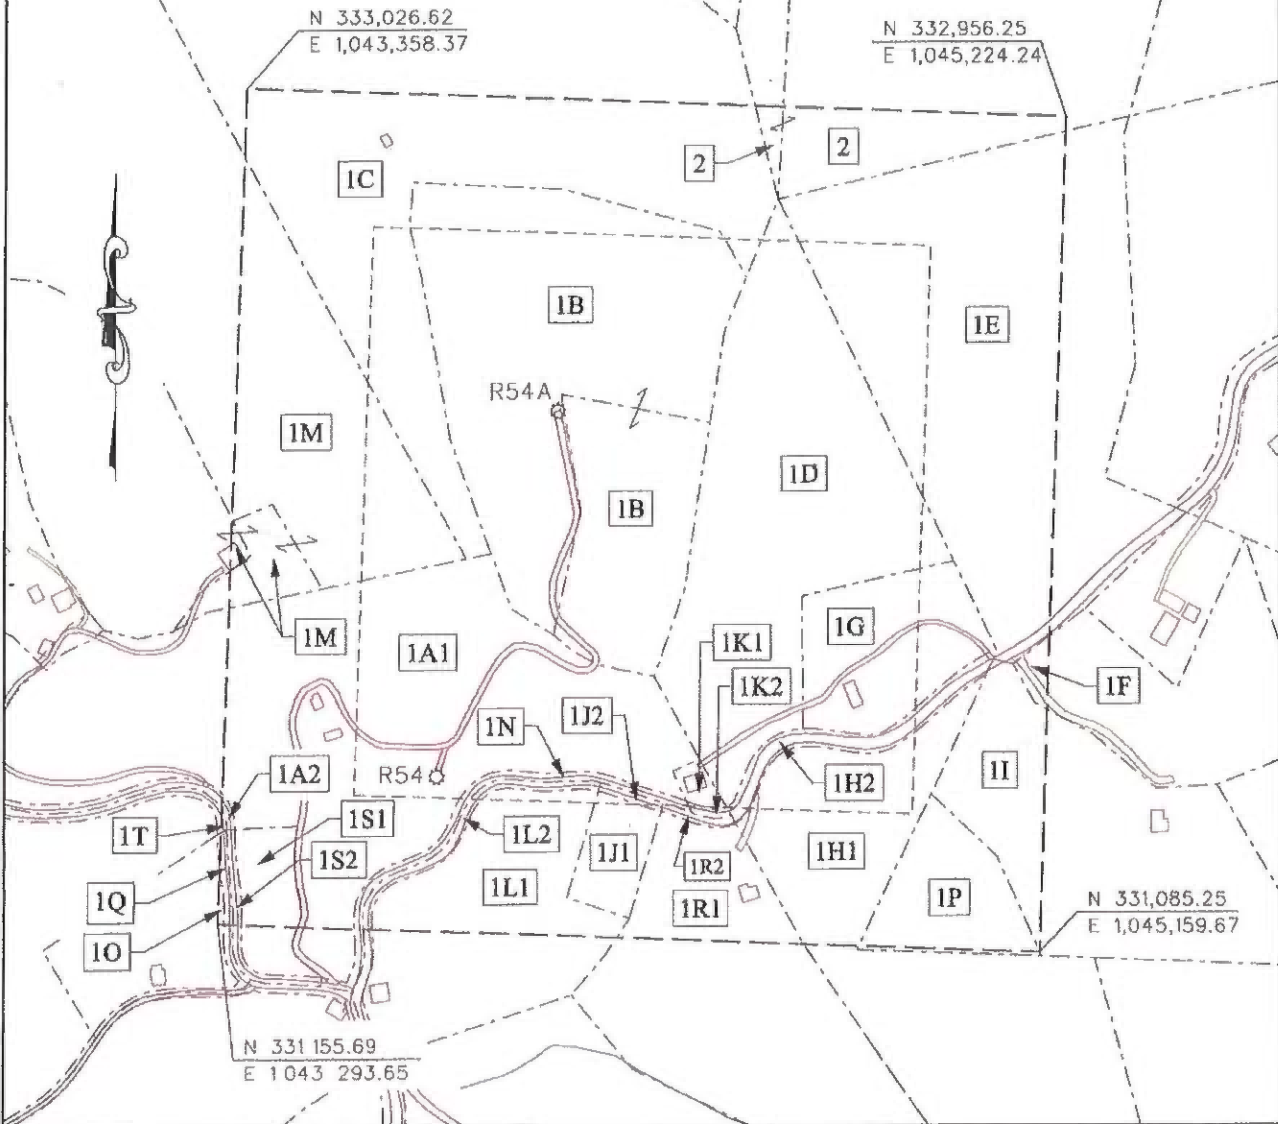 N 333,026.62
E 1,043,358.37
N 332,956.25
E 1,045,224.24
2
2
1C
1B
1E
R54A
1M
1D
1B
1M
1A1
1G
1K1
1K2
1F
1J2
1N
R54
1A2
1H2
1I
1S1
1T
1L2
1J1
1R2
1H1
1S2
1L1
1Q
1R1
1P
1O
N 331,085.25
E 1,045,159.67
N 331 155.69
E 1043 293.65